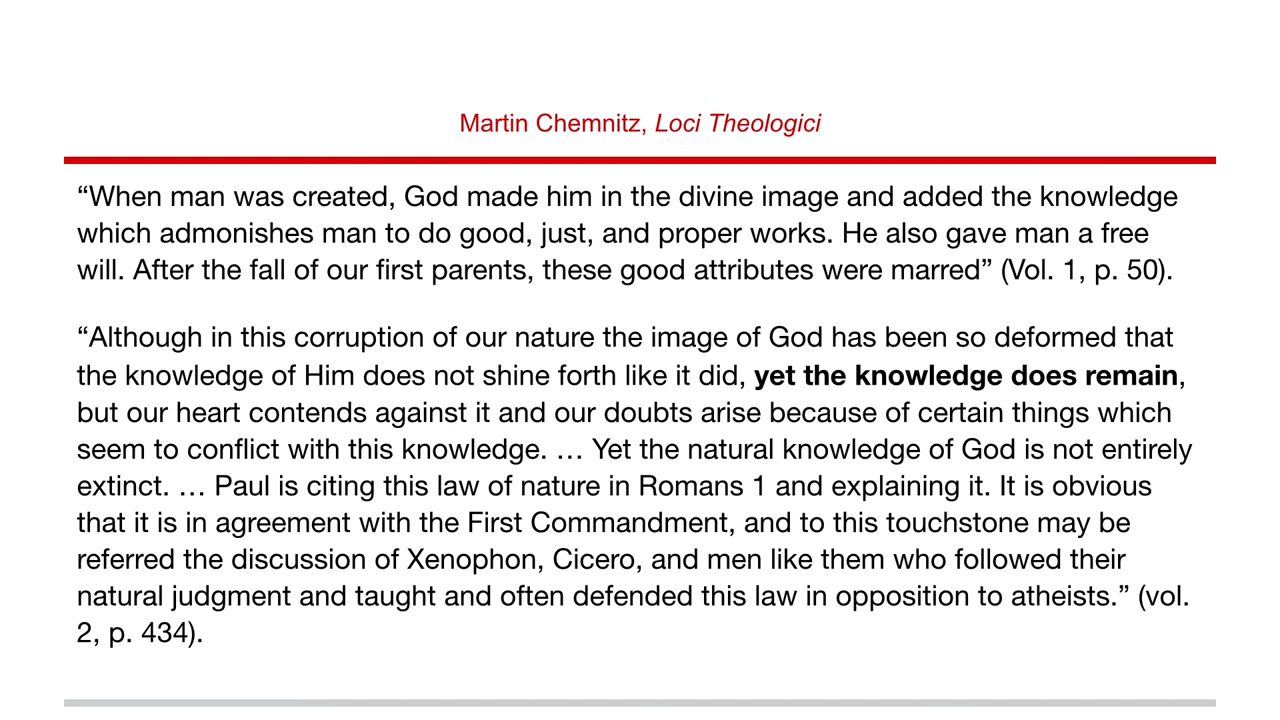 Martin Chemnitz, Loci Theologici
“When man was created, God made him in the divine image and added the knowledge
which admonishes man to do good, just, and proper works. He also gave man a free
will. After the fall of our first parents, these good attributes were marred” (Vol. 1, p. 50).
“Although in this corruption of our nature the image of God has been so deformed that
the knowledge of Him does not shine forth like it did, yet the knowledge does remain,
but our heart contends against it and our doubts arise because of certain things which
seem to conflict with this knowledge. … Yet the natural knowledge of God is not entirely
extinct. … Paul is citing this law of nature in Romans 1 and explaining it. It is obvious
that it is in agreement with the First Commandment, and to this touchstone may be
referred the discussion of Xenophon, Cicero, and men like them who followed their
natural judgment and taught and often defended this law in opposition to atheists.” (vol.
2, p. 434).